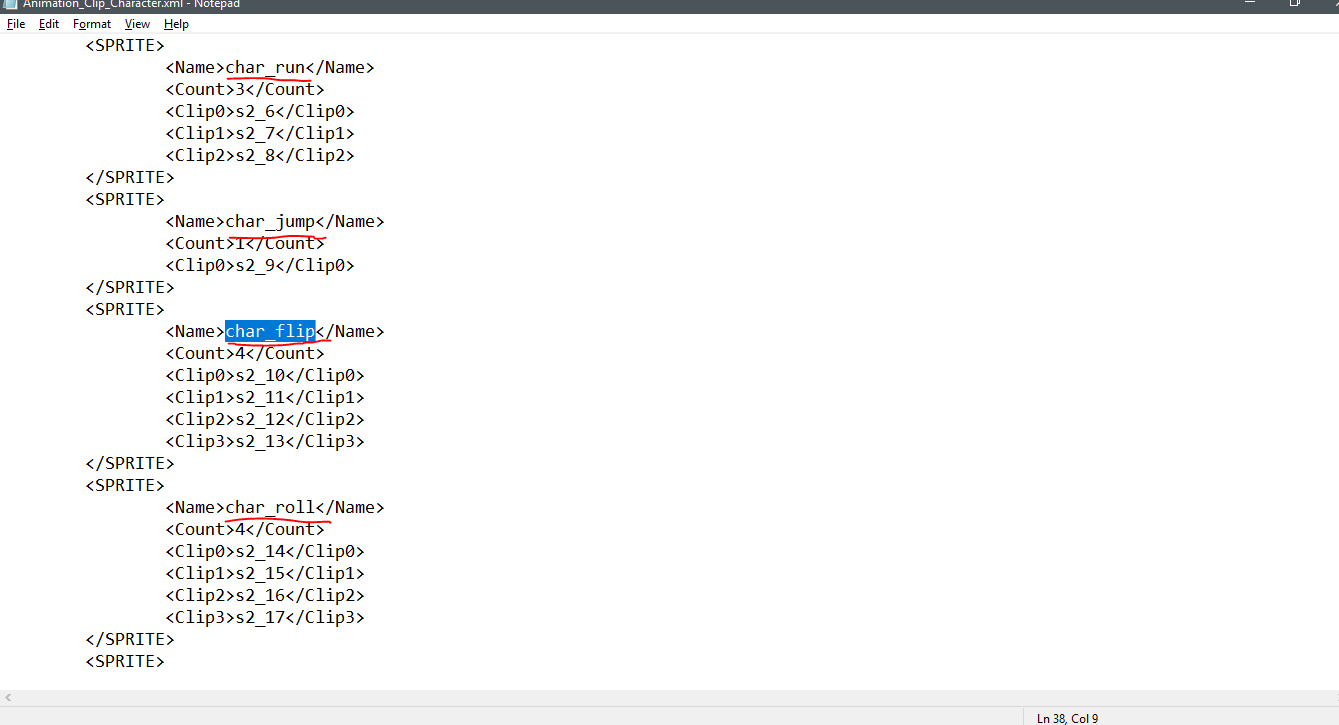 Animation_Clip_Character.xml - Notepad
File Edit Format View Help
<SPRITE>
<Name>char_run</Name>
<Count>3</Count>
<Clip0>s2_6</Clip0>
<Clip1>s2_7</Clip1>
<Clip2>s2_8</Clip2>
</SPRITE>
<SPRITE>
<Name>char_jump</Name>
<Count>1</Count>
<Clip0>s2_9</Clip0>
</SPRITE>
<SPRITE>
<Name>char_flip</Name>
<Count>4</Count>
<Clip0>s2_10</Clip0>
<Clip1>s2_11</Clip1>
<Clip2>s2_12</Clip2>
<Clip3>s2_13</Clip3>
</SPRITE>
<SPRITE>
<Name>char_roll</Name>
<Count>4</Count>
<Clip0>s2_14</Clip0>
<Clip1>s2_15</Clip1>
<Clip2>s2_16</Clip2>
<Clip3>s2_17</Clip3>
</SPRITE>
<SPRITE>
Ln 38, Col 9